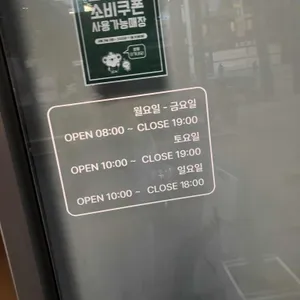 소비쿠폰
사용가능매장
월요일 - 금요일
OPEN 08:00 ~ CLOSE 19:00
토요일
OPEN 10:00 ~ CLOSE 19:00
일요일
OPEN 10:00 ~ CLOSE 18:00